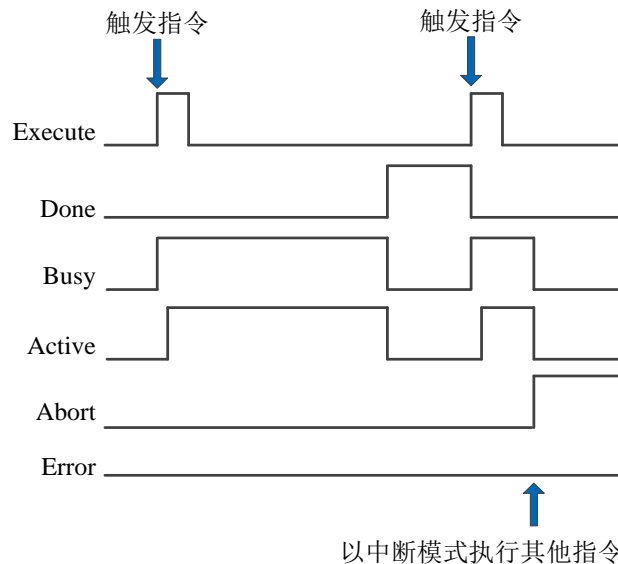 触发指令 触发指令
Execute
Done
Busy
Active
Abort
Error
以中断模式执行其他指令